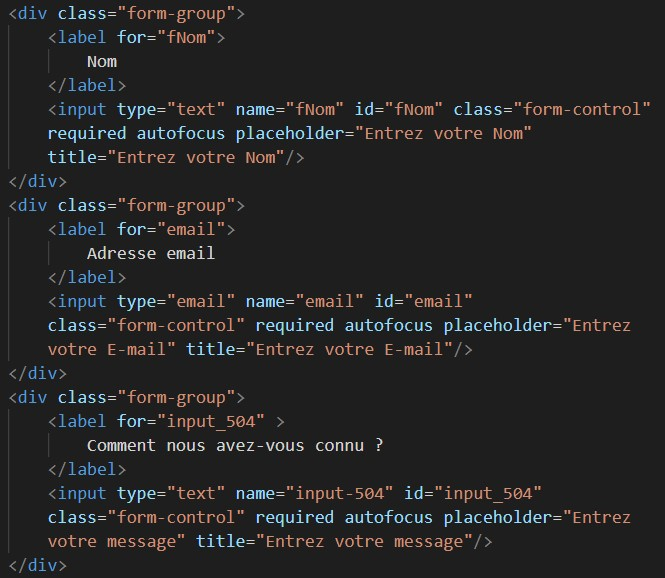 <div class="form-group">
<label for="fNom">
Nom
</label>
<input type="text" name="fNom" id="fNom" class="form-control"
required autofocus placeholder="Entrez votre Nom"
title="Entrez votre Nom"/>
</div>
<div class="form-group">
<label for="email">
Adresse email
</label>
<input type="email" name="email" id="email"
class="form-control" required autofocus placeholder="Entrez
votre E-mail" title="Entrez votre E-mail"/>
</div>
<div class="form-group">
<label for="input_504" >
Comment nous avez-vous connu ?
</label>
<input type="text" name="input-504" id="input_504"
class="form-control" required autofocus placeholder="Entrez
votre message" title="Entrez votre message"/>
</div>